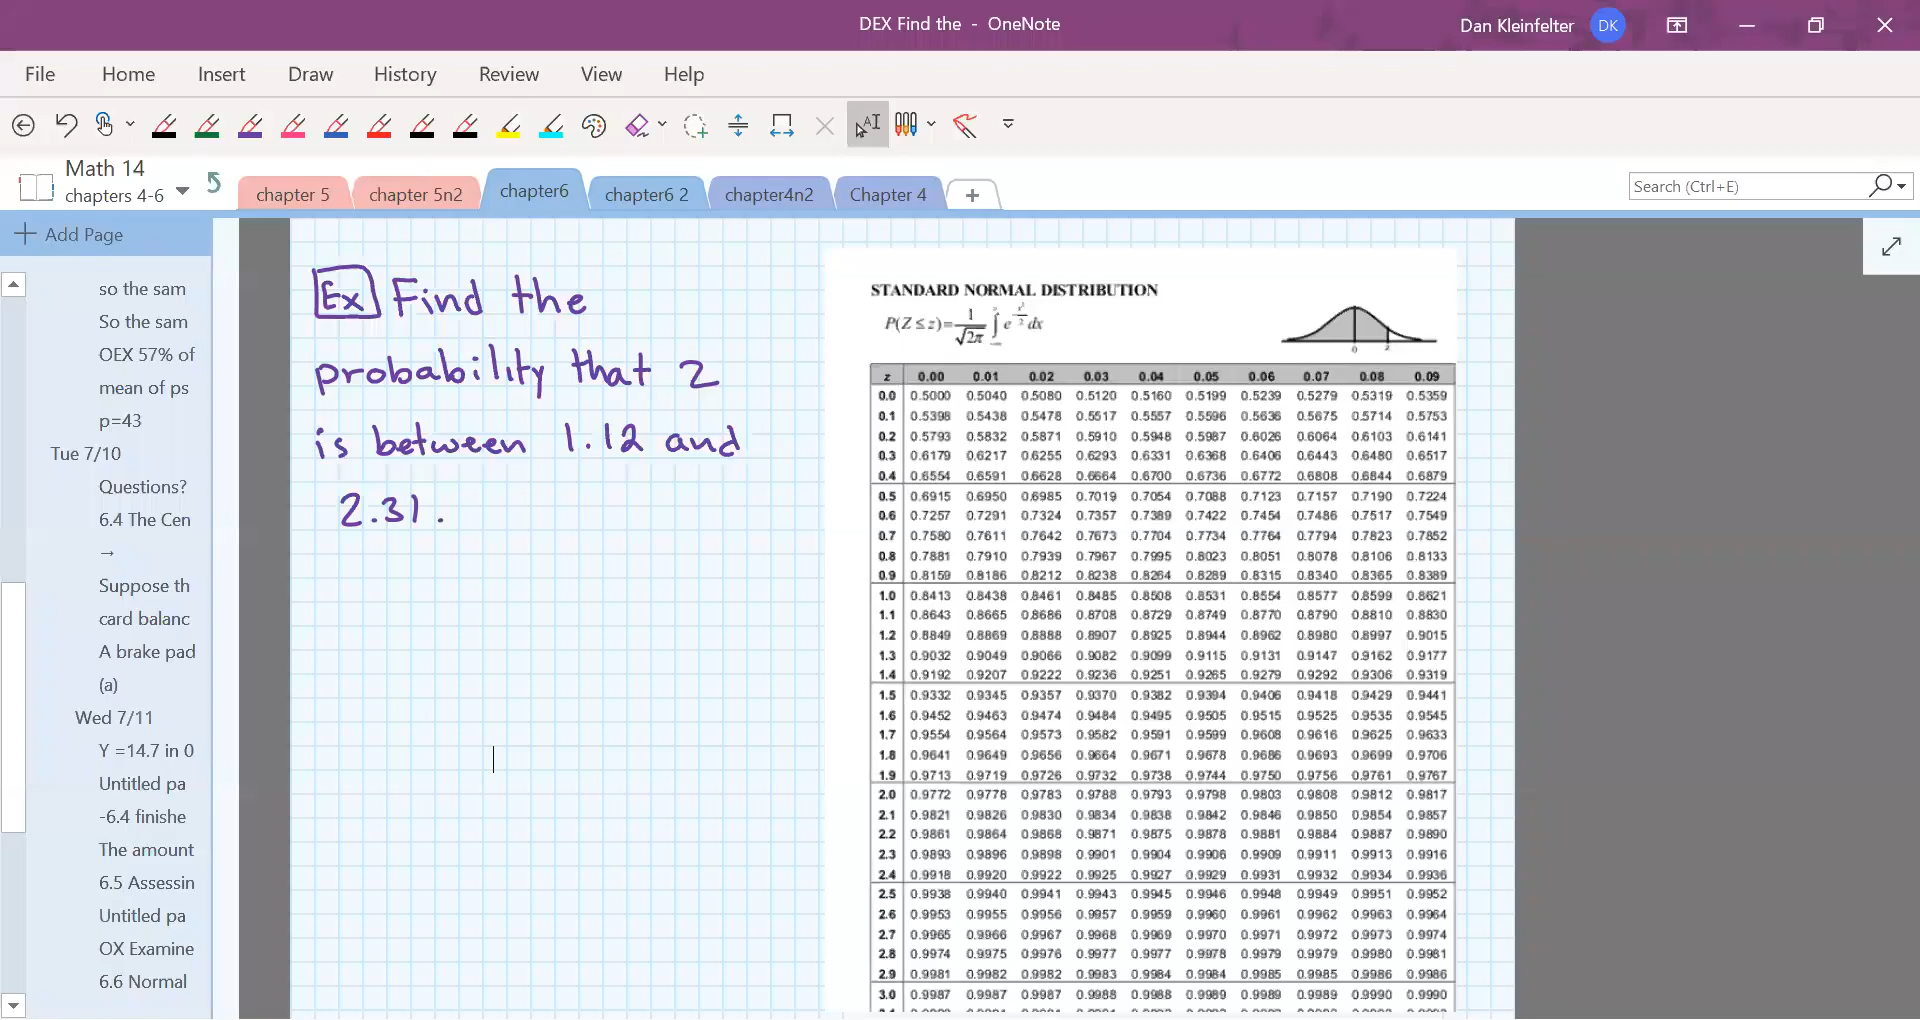 DEX Find the - OneNote
Dan Kleinfelter DK
File Home Insert Draw History Review View Help
Math 14
chapters 4-6
chapter 5 chapter 5n2 chapter6 chapter6 2 chapter4n2 Chapter 4 +
Search (Ctrl+E)
Add Page
so the sam
So the sam
OEX 57% of
mean of ps
p=43
Tue 7/10
Questions?
6.4 The Cen
→
Suppose th
card balanc
A brake pad
(a)
Wed 7/11
Y =14.7 in 0
Untitled pa
-6.4 finishe
The amount
6.5 Assessin
Untitled pa
OX Examine
6.6 Normal
Ex Find the
probability that z
is between 1.12 and
2.31.
STANDARD NORMAL DISTRIBUTION
P(Z ≤ z)=
0 z
z 0.00 0.01 0.02 0.03 0.04 0.05 0.06 0.07 0.08 0.09
0.0 0.5000 0.5040 0.5080 0.5120 0.5160 0.5199 0.5239 0.5279 0.5319 0.5359
0.1 0.5398 0.5438 0.5478 0.5517 0.5557 0.5596 0.5636 0.5675 0.5714 0.5753
0.2 0.5793 0.5832 0.5871 0.5910 0.5948 0.5987 0.6026 0.6064 0.6103 0.6141
0.3 0.6179 0.6217 0.6255 0.6293 0.6331 0.6368 0.6406 0.6443 0.6480 0.6517
0.4 0.6554 0.6591 0.6628 0.6664 0.6700 0.6736 0.6772 0.6808 0.6844 0.6879
0.5 0.6915 0.6950 0.6985 0.7019 0.7054 0.7088 0.7123 0.7157 0.7190 0.7224
0.6 0.7257 0.7291 0.7324 0.7357 0.7389 0.7422 0.7454 0.7486 0.7517 0.7549
0.7 0.7580 0.7611 0.7642 0.7673 0.7704 0.7734 0.7764 0.7794 0.7823 0.7852
0.8 0.7881 0.7910 0.7939 0.7967 0.7995 0.8023 0.8051 0.8078 0.8106 0.8133
0.9 0.8159 0.8186 0.8212 0.8238 0.8264 0.8289 0.8315 0.8340 0.8365 0.8389
1.0 0.8413 0.8438 0.8461 0.8485 0.8508 0.8531 0.8554 0.8577 0.8599 0.8621
1.1 0.8643 0.8665 0.8686 0.8708 0.8729 0.8749 0.8770 0.8790 0.8810 0.8830
1.2 0.8849 0.8869 0.8888 0.8907 0.8925 0.8944 0.8962 0.8980 0.8997 0.9015
1.3 0.9032 0.9049 0.9066 0.9082 0.9099 0.9115 0.9131 0.9147 0.9162 0.9177
1.4 0.9192 0.9207 0.9222 0.9236 0.9251 0.9265 0.9279 0.9292 0.9306 0.9319
1.5 0.9332 0.9345 0.9357 0.9370 0.9382 0.9394 0.9406 0.9418 0.9429 0.9441
1.6 0.9452 0.9463 0.9474 0.9484 0.9495 0.9505 0.9515 0.9525 0.9535 0.9545
1.7 0.9554 0.9564 0.9573 0.9582 0.9591 0.9599 0.9608 0.9616 0.9625 0.9633
1.8 0.9641 0.9649 0.9656 0.9664 0.9671 0.9678 0.9686 0.9693 0.9699 0.9706
1.9 0.9713 0.9719 0.9726 0.9732 0.9738 0.9744 0.9750 0.9756 0.9761 0.9767
2.0 0.9772 0.9778 0.9783 0.9788 0.9793 0.9798 0.9803 0.9808 0.9812 0.9817
2.1 0.9821 0.9826 0.9830 0.9834 0.9838 0.9842 0.9846 0.9850 0.9854 0.9857
2.2 0.9861 0.9864 0.9868 0.9871 0.9875 0.9878 0.9881 0.9884 0.9887 0.9890
2.3 0.9893 0.9896 0.9898 0.9901 0.9904 0.9906 0.9909 0.9911 0.9913 0.9916
2.4 0.9918 0.9920 0.9922 0.9925 0.9927 0.9929 0.9931 0.9932 0.9934 0.9936
2.5 0.9938 0.9940 0.9941 0.9943 0.9945 0.9946 0.9948 0.9949 0.9951 0.9952
2.6 0.9953 0.9955 0.9956 0.9957 0.9959 0.9960 0.9961 0.9962 0.9963 0.9964
2.7 0.9965 0.9966 0.9967 0.9968 0.9969 0.9970 0.9971 0.9972 0.9973 0.9974
2.8 0.9974 0.9975 0.9976 0.9977 0.9977 0.9978 0.9979 0.9979 0.9980 0.9981
2.9 0.9981 0.9982 0.9982 0.9983 0.9984 0.9984 0.9985 0.9985 0.9986 0.9986
3.0 0.9987 0.9987 0.9987 0.9988 0.9988 0.9989 0.9989 0.9989 0.9990 0.9990